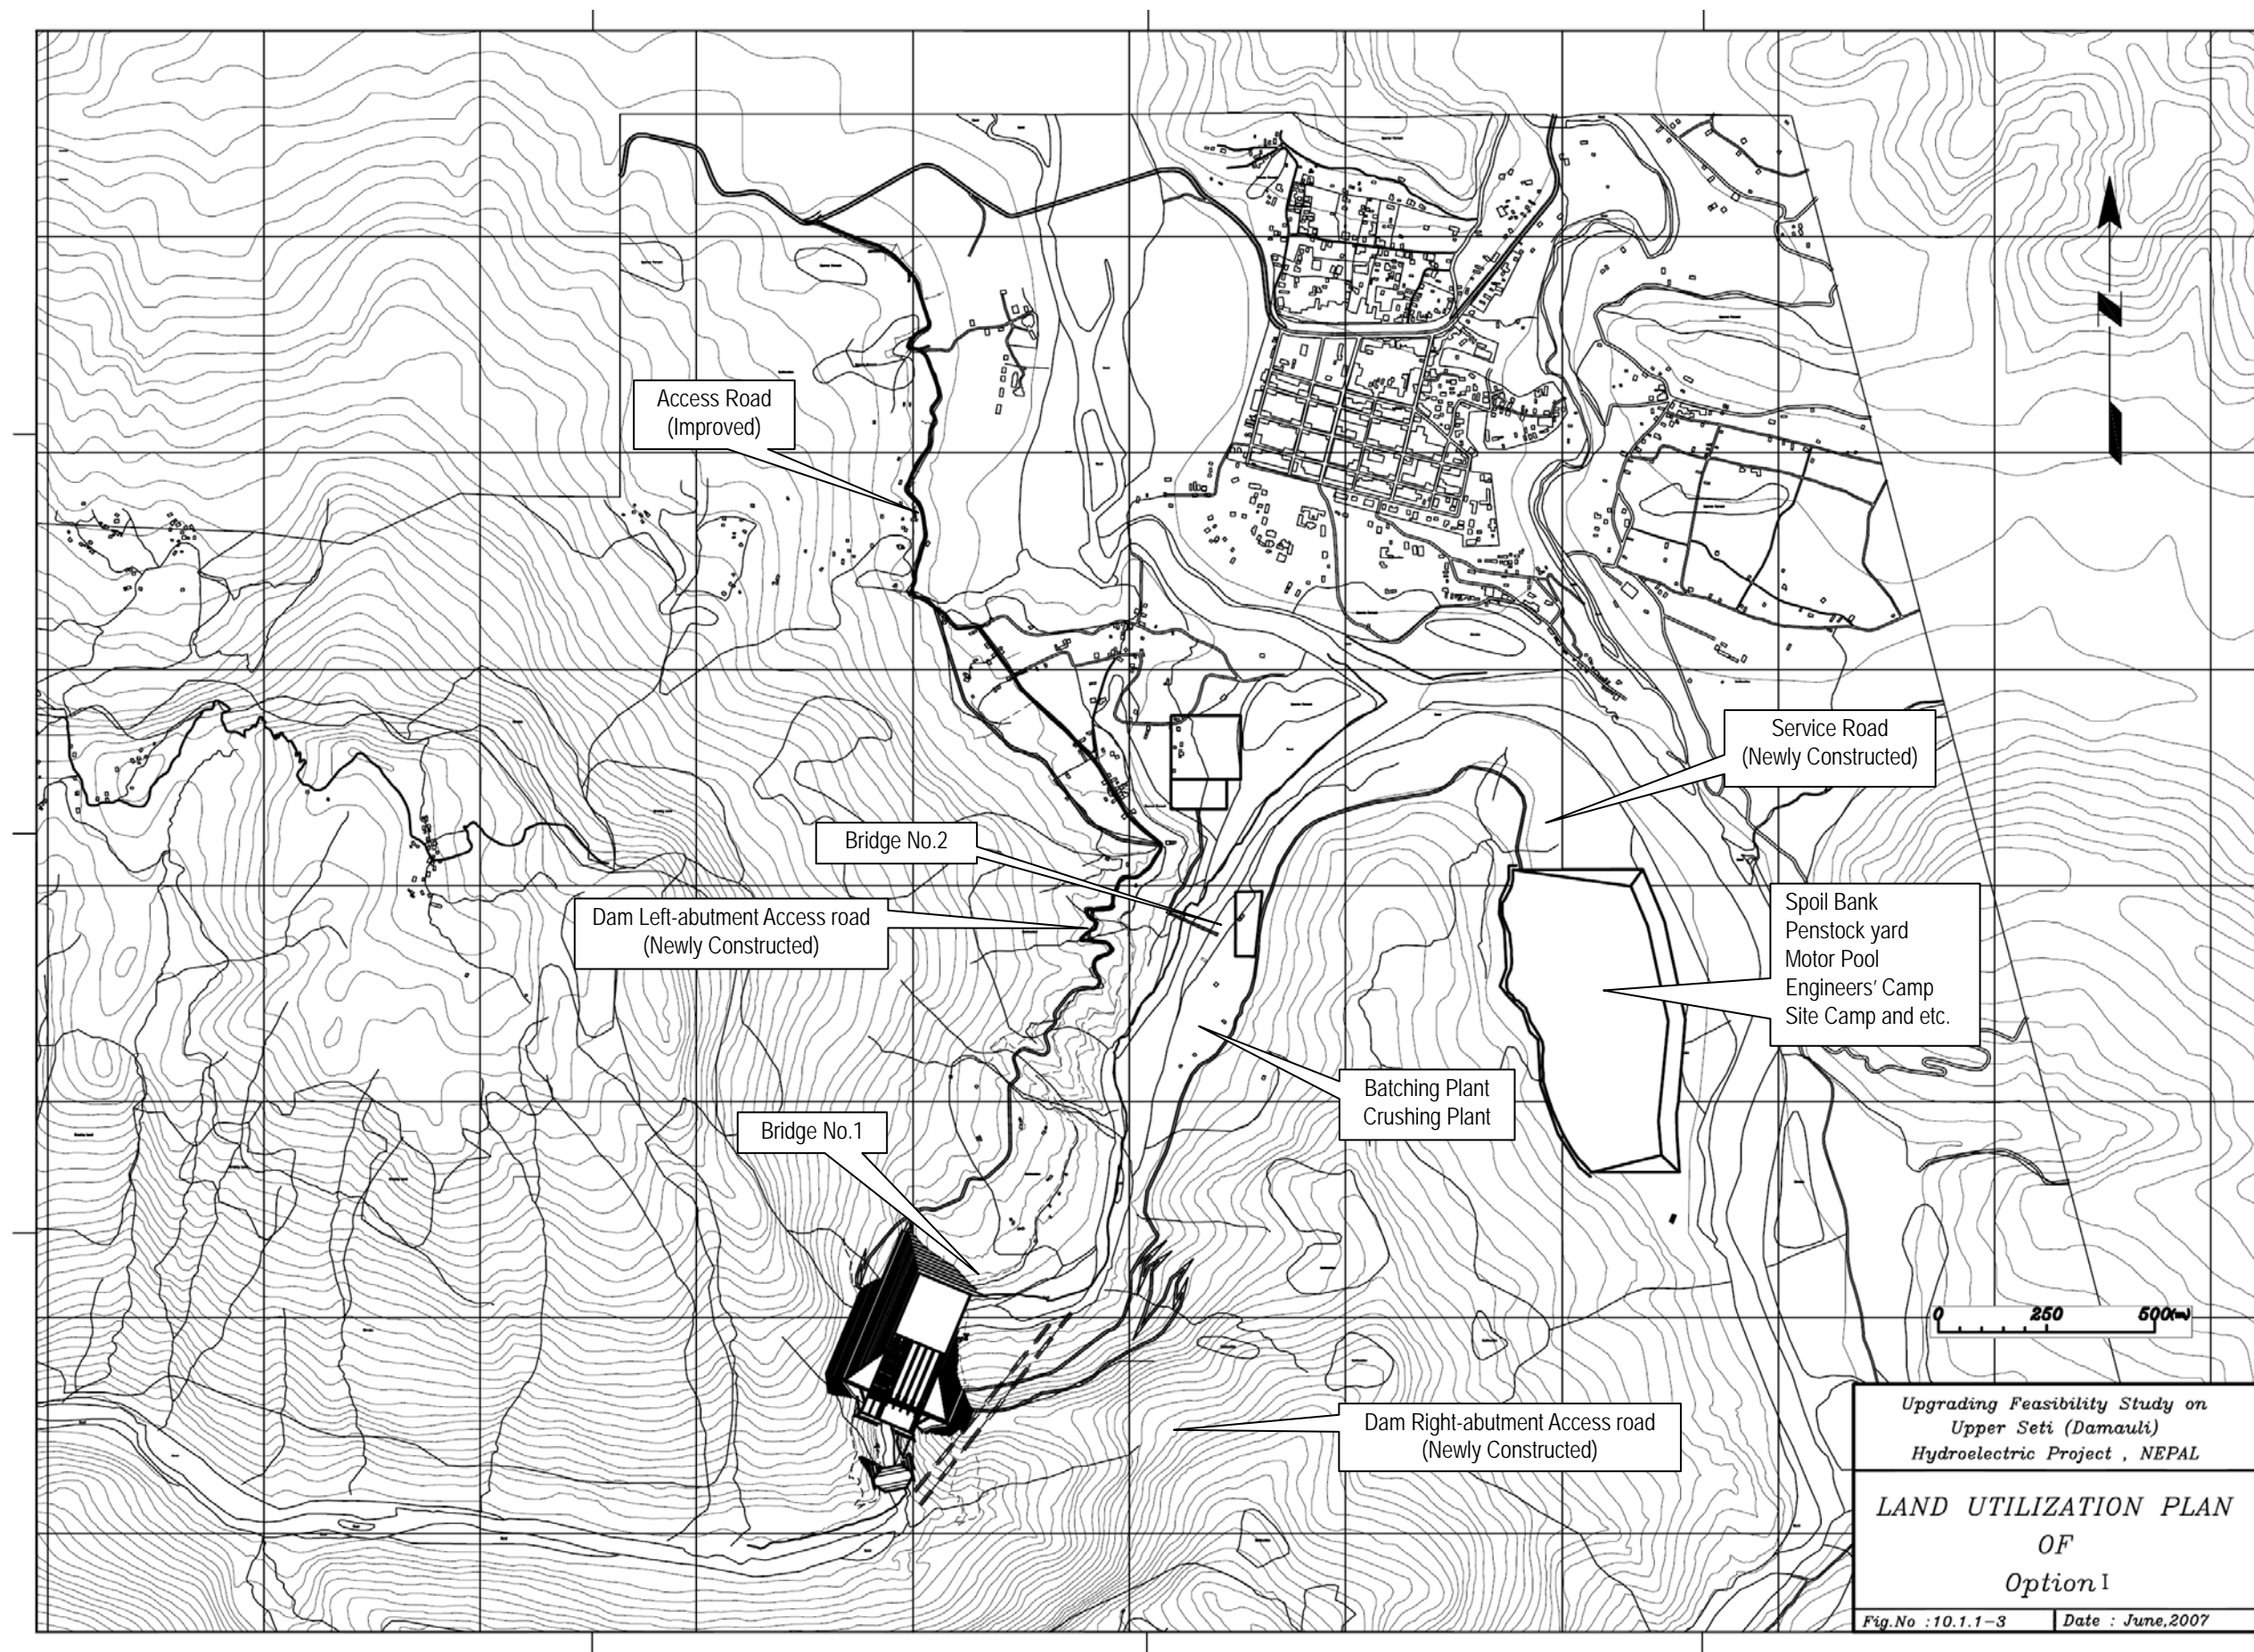 Access Road
(Improved)
Service Road
(Newly Constructed)
Bridge No.2
Dam Left-abutment Access road
(Newly Constructed)
Spoil Bank
Penstock yard
Motor Pool
Engineers' Camp
Site Camp and etc.
Batching Plant
Crushing Plant
Bridge No.1
0 250 500(m)
Dam Right-abutment Access road
(Newly Constructed)
Upgrading Feasibility Study on
Upper Seti (Damauli)
Hydroelectric Project , NEPAL
LAND UTILIZATION PLAN
OF
Option I
Fig.No :10.1.1-3 Date : June,2007